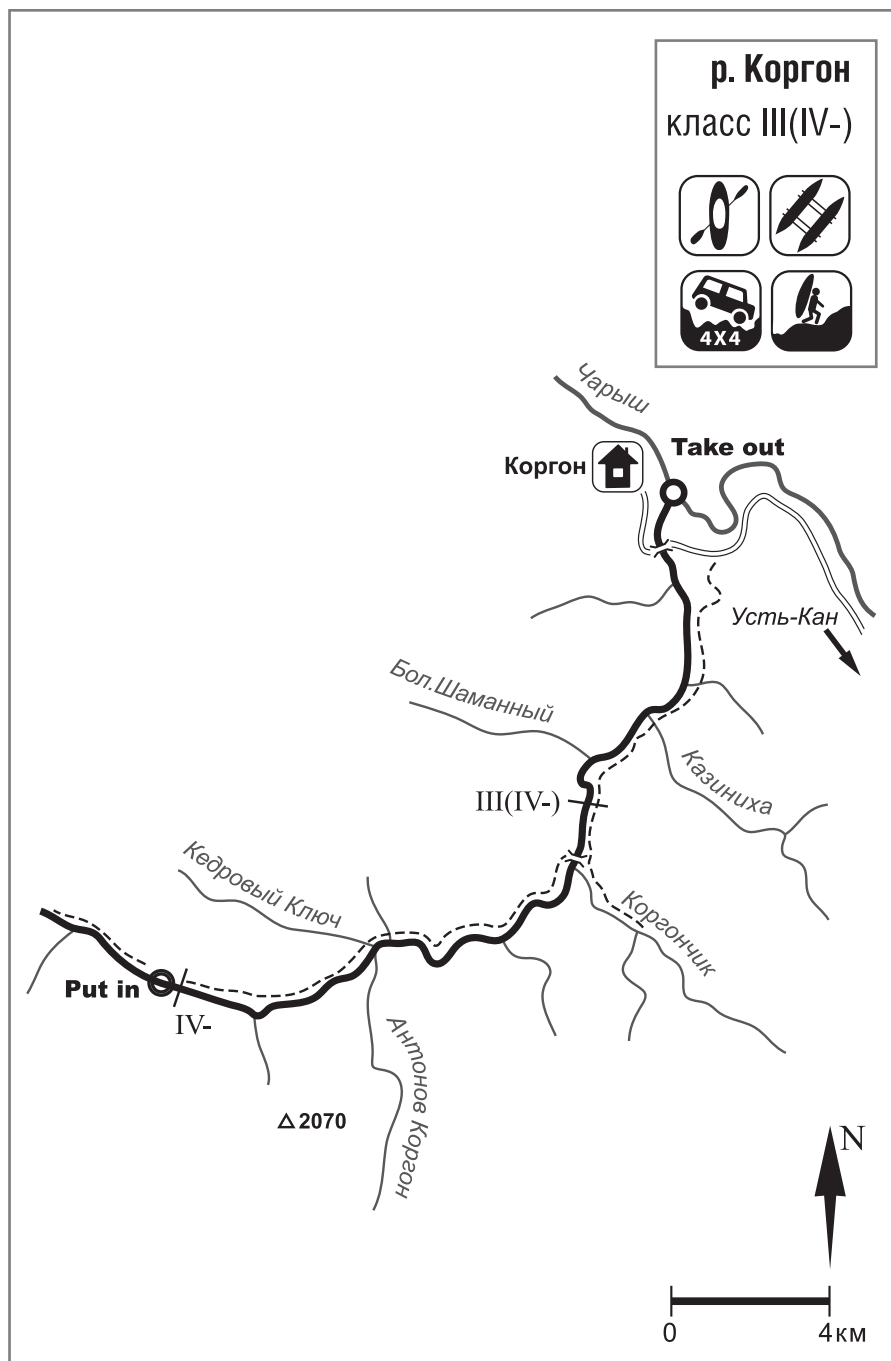 р. Коргон
класс III(IV-)
4X4
Чарыш
Take out
Коргон
Усть-Кан
Бол.Шаманный
Казиниха
III(IV-)
Кедровый Ключ
Коргончик
Put in
IV-
Антонов Коргон
2070
N
0 4км